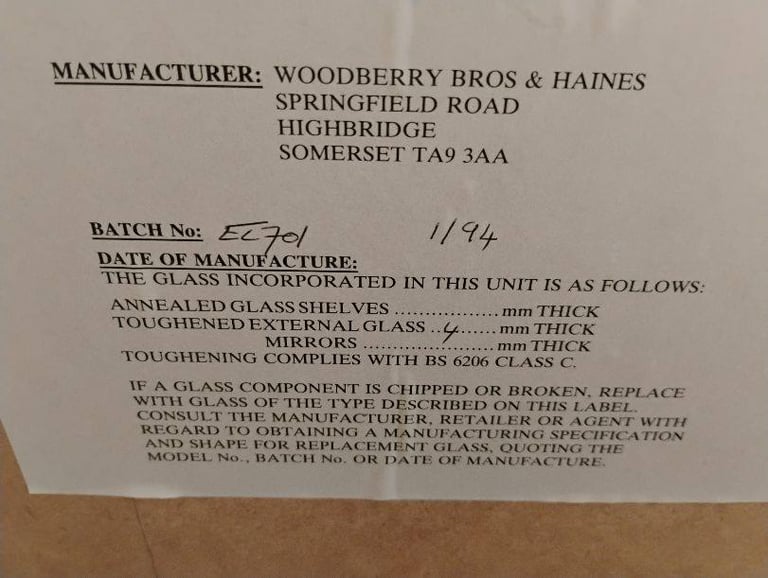 MANUFACTURER: WOODBERRY BROS & HAINES
SPRINGFIELD ROAD
HIGHBRIDGE
SOMERSET TA9 3AA
BATCH No: EL701 1/94
DATE OF MANUFACTURE:
THE GLASS INCORPORATED IN THIS UNIT IS AS FOLLOWS:
ANNEALED GLASS SHELVES ..................mm THICK
TOUGHENED EXTERNAL GLASS ..4......mm THICK
MIRRORS .......................mm THICK
TOUGHENING COMPLIES WITH BS 6206 CLASS C.
IF A GLASS COMPONENT IS CHIPPED OR BROKEN, REPLACE
WITH GLASS OF THE TYPE DESCRIBED ON THIS LABEL.
CONSULT THE MANUFACTURER, RETAILER OR AGENT WITH
REGARD TO OBTAINING A MANUFACTURING SPECIFICATION
AND SHAPE FOR REPLACEMENT GLASS, QUOTING THE
MODEL No., BATCH No. OR DATE OF MANUFACTURE.